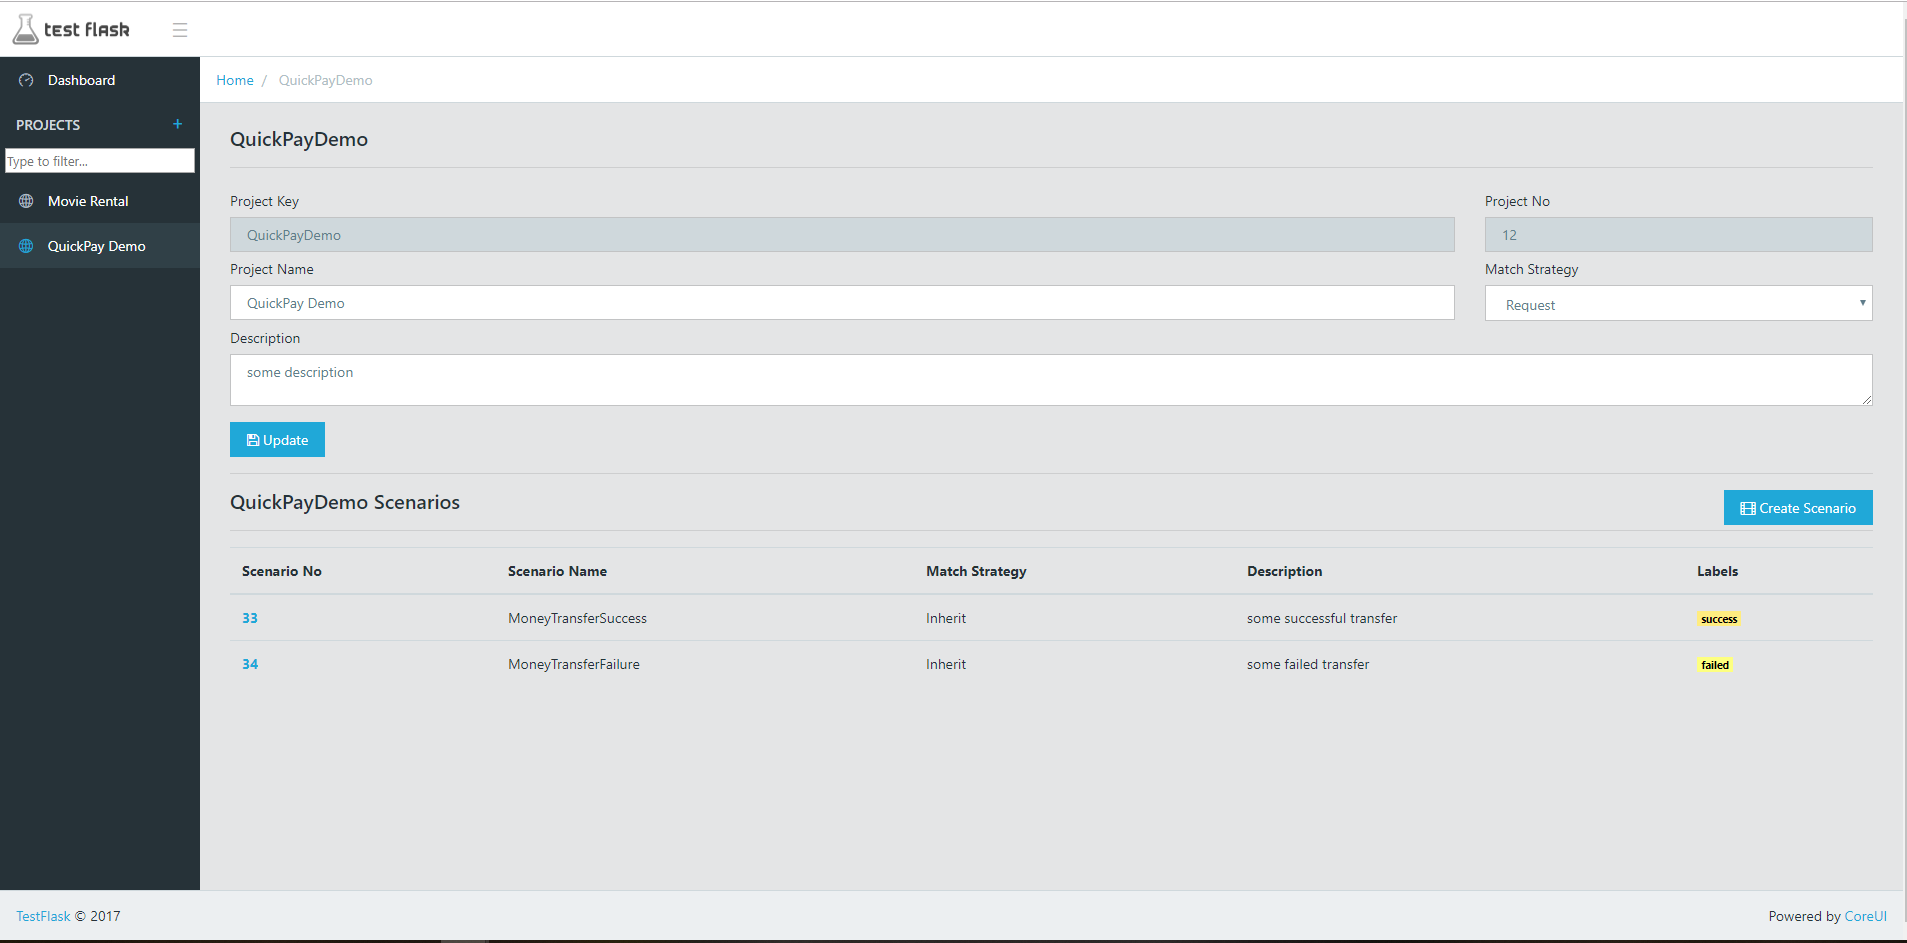 test flask
Dashboard
Home / QuickPayDemo
PROJECTS +
Type to filter...
Movie Rental
QuickPay Demo
QuickPayDemo
Project Key
Project No
QuickPayDemo
12
Project Name
Match Strategy
QuickPay Demo
Request
Description
some description
Update
QuickPayDemo Scenarios
Create Scenario
Scenario No Scenario Name Match Strategy Description Labels
33 MoneyTransferSuccess Inherit some successful transfer success
34 MoneyTransferFailure Inherit some failed transfer failed
TestFlask © 2017
Powered by CoreUI